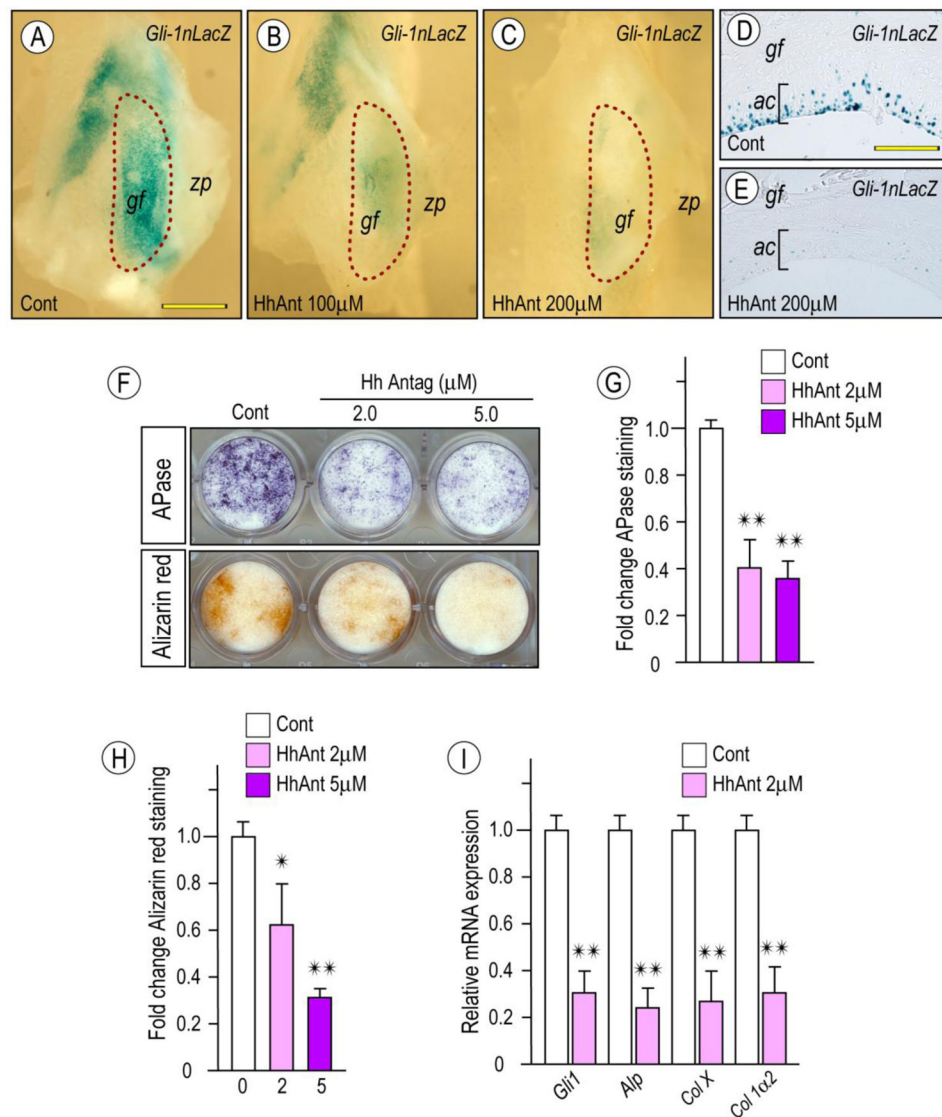 A
Gli-1nLacZ
gf
zp
Cont
B
Gli-1nLacZ
gf
zp
HhAnt 100μM
C
Gli-1nLacZ
gf
zp
HhAnt 200μM
D
Gli-1nLacZ
gf
ac
Cont
E
Gli-1nLacZ
gf
ac
HhAnt 200μM
F
Hh Antag (μM)
Cont 2.0 5.0
APase
Alizarin red
G
Cont
HhAnt 2μM
HhAnt 5μM
Fold change APase staining
1.0
0.8
0.6
0.4
0.2
0
** **
H
Cont
HhAnt 2μM
HhAnt 5μM
Fold change Alizarin red staining
1.0
0.8
0.6
0.4
0.2
0
* **
0 2 5
I
Cont
HhAnt 2μM
Relative mRNA expression
1.0
0.8
0.6
0.4
0.2
0
** ** ** **
Gli1 Alp Col X Col 1α2